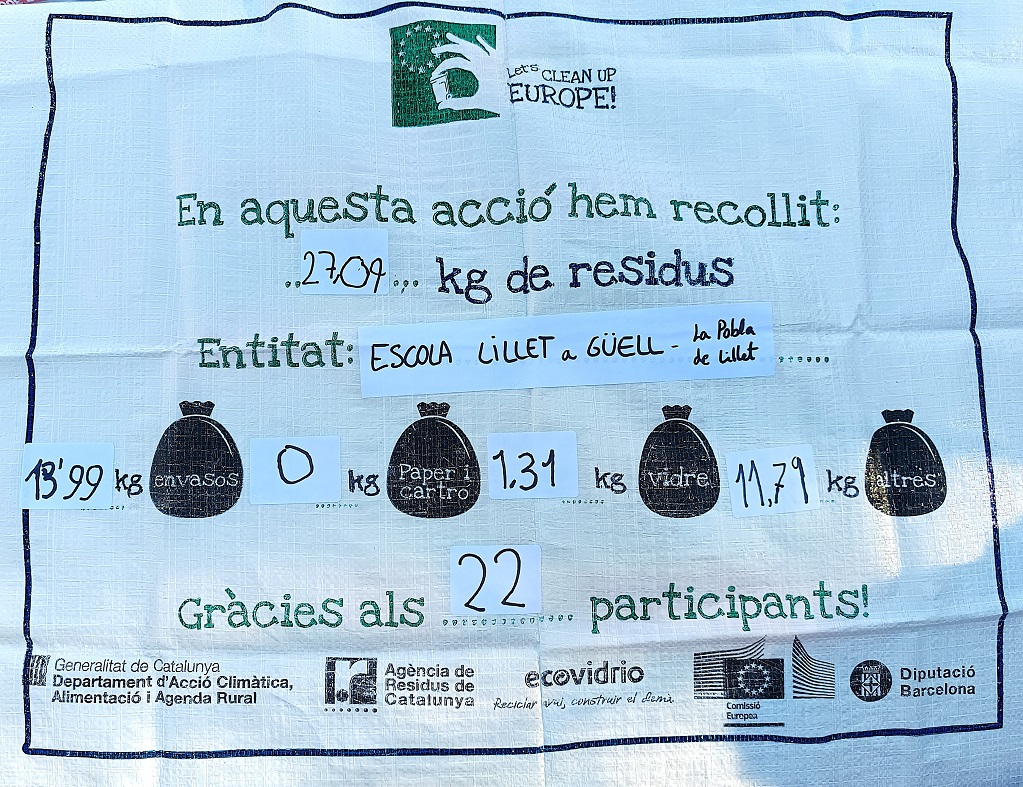 Let's CLEAN UP
EUROPE!
En aquesta acció hem recollit:
27,09 kg de residus
Entitat: ESCOLA LILLET a GÜELL - La Pobla
de Lillet
13'99 kg envasos 0 kg Paper i cartró 1,31 kg vidre 11,79 kg altres
Gràcies als 22 participants!
Generalitat de Catalunya
Departament d'Acció Climàtica,
Alimentació i Agenda Rural
Agència de
Residus de
Catalunya
ecovidrio
Reciclar avui, construir el demà
Comissió
Europea
Diputació
Barcelona